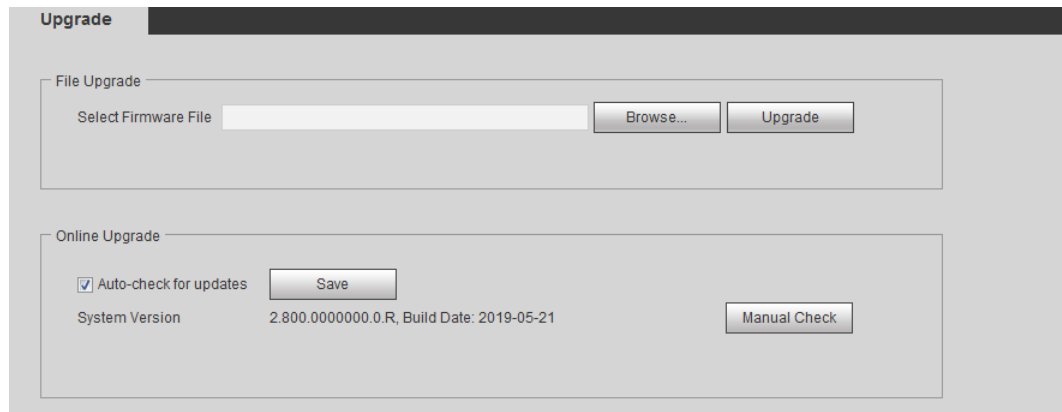 Upgrade
File Upgrade
Select Firmware File Browse... Upgrade
Online Upgrade
Auto-check for updates Save
System Version 2.800.0000000.0.R, Build Date: 2019-05-21 Manual Check